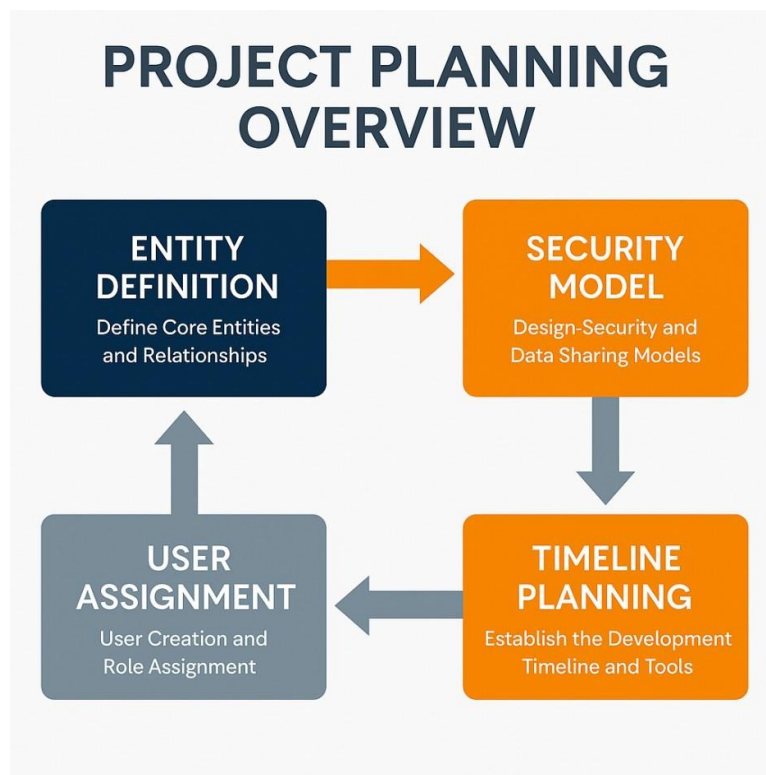 PROJECT PLANNING
OVERVIEW
ENTITY
DEFINITION
Define Core Entities
and Relationships
SECURITY
MODEL
Design-Security and
Data Sharing Models
USER
ASSIGNMENT
User Creation and
Role Assignment
TIMELINE
PLANNING
Establish the Development
Timeline and Tools